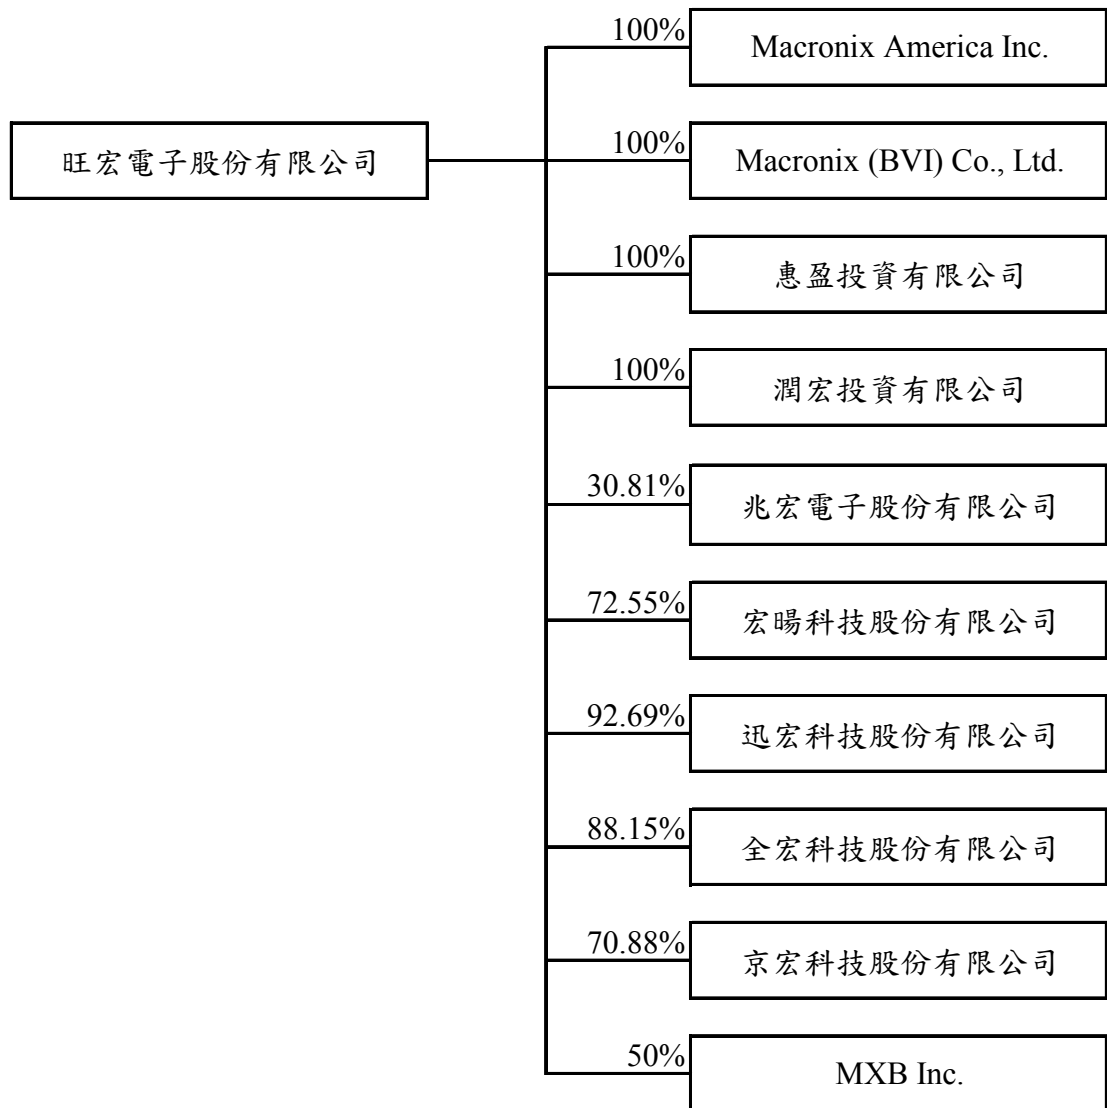 100%
Macronix America Inc.
旺宏電子股份有限公司
100%
Macronix (BVI) Co., Ltd.
100%
惠盈投資有限公司
100%
潤宏投資有限公司
30.81%
兆宏電子股份有限公司
72.55%
宏暘科技股份有限公司
92.69%
迅宏科技股份有限公司
88.15%
全宏科技股份有限公司
70.88%
京宏科技股份有限公司
50%
MXB Inc.